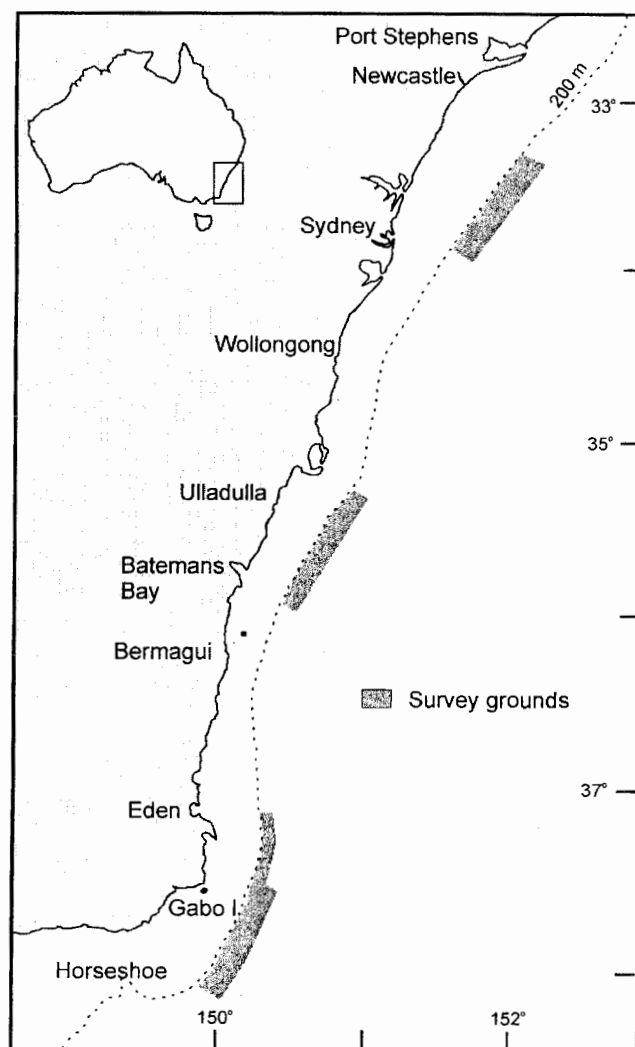 Port Stephens
Newcastle
200 m
33°
Sydney
Wollongong
35°
Ulladulla
Batemans
Bay
Bermagui
Survey grounds
Eden
37°
Gabo I.
Horseshoe
150°
152°